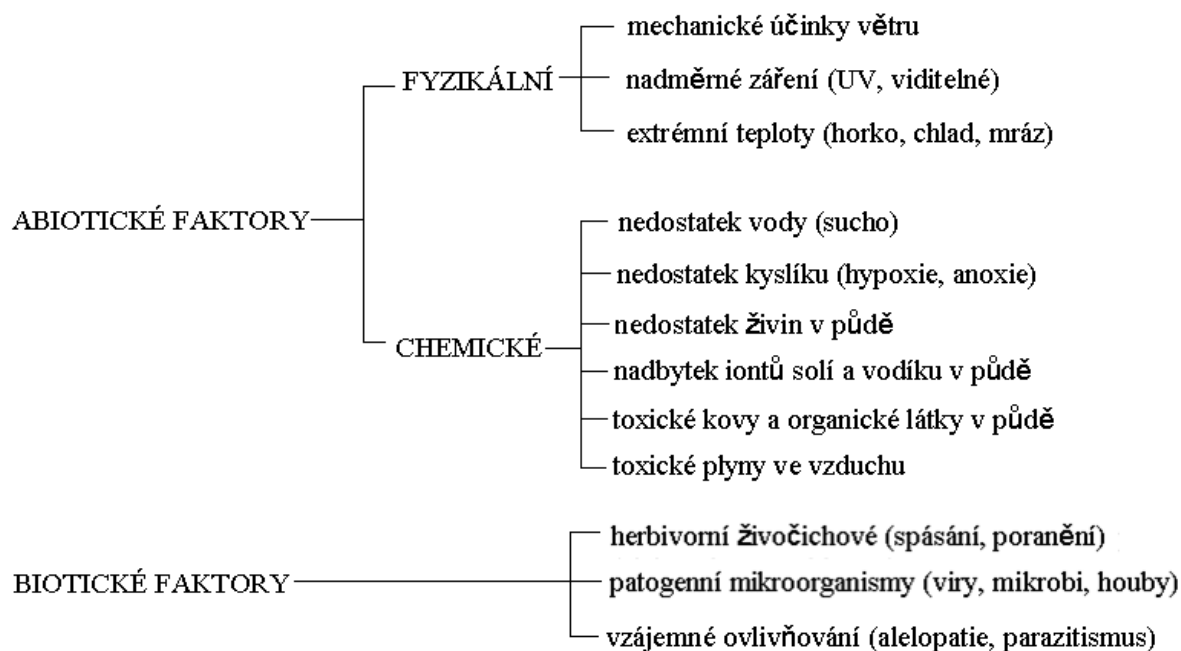 mechanické účinky větru
FYZIKÁLNÍ
nadměrné záření (UV, viditelné)
extrémní teploty (horko, chlad, mráz)
ABIOTICKÉ FAKTORY
nedostatek vody (sucho)
nedostatek kyslíku (hypoxie, anoxie)
nedostatek živin v půdě
CHEMICKÉ
nadbytek iontů solí a vodíku v půdě
toxické kovy a organické látky v půdě
toxické plyny ve vzduchu
herbivorní živočichové (spásání, poranění)
BIOTICKÉ FAKTORY
patogenní mikroorganismy (viry, mikrobi, houby)
vzájemné ovlivňování (alelopatie, parazitismus)